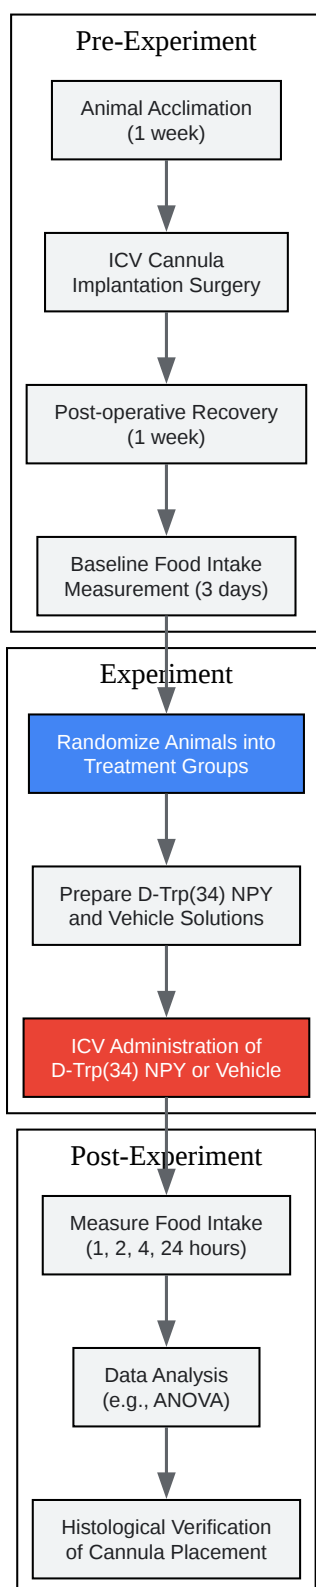 Pre-Experiment
Animal Acclimation
(1 week)
ICV Cannula
Implantation Surgery
Post-operative Recovery
(1 week)
Baseline Food Intake
Measurement (3 days)
Experiment
Randomize Animals into
Treatment Groups
Prepare D-Trp(34) NPY
and Vehicle Solutions
ICV Administration of
D-Trp(34) NPY or Vehicle
Post-Experiment
Measure Food Intake
(1, 2, 4, 24 hours)
Data Analysis
(e.g., ANOVA)
Histological Verification
of Cannula Placement